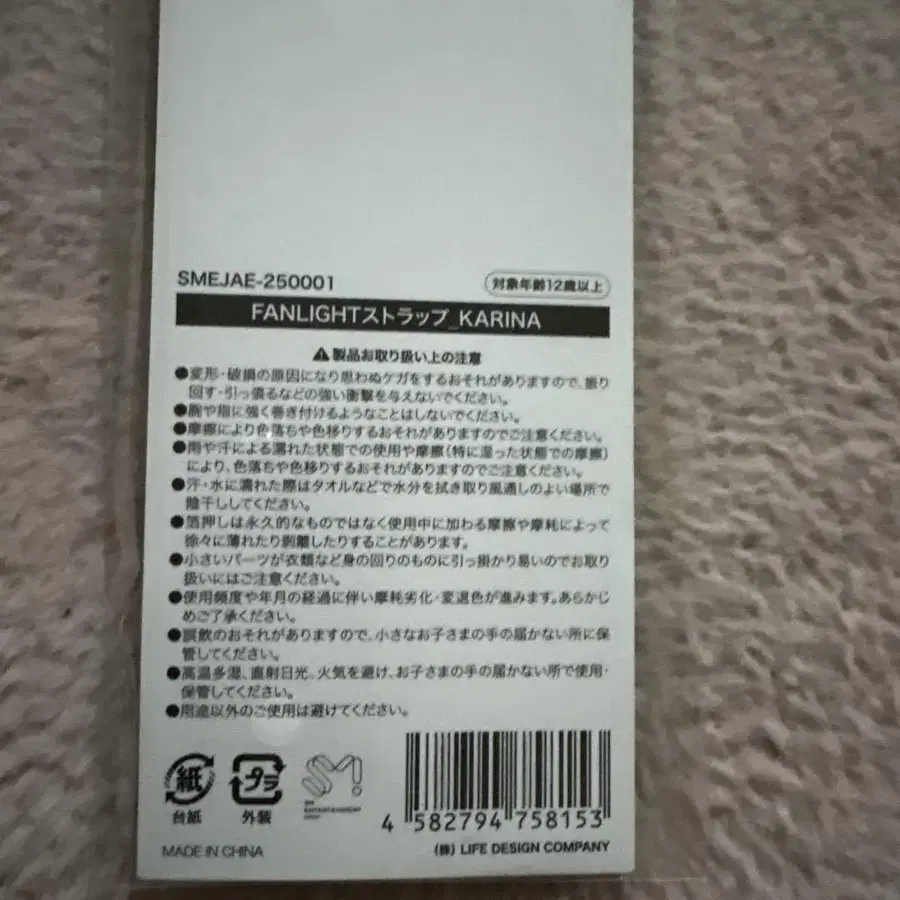 SMEJAE-250001
対象年齢12歳以上
FANLIGHTストラップ_KARINA
⚠製品お取り扱い上の注意
●変形・破損の原因になり思わぬケガをするおそれがありますので、振り
回す・引っ張るなどの強い衝撃を与えないでください。
●腕や指に強く巻き付けるようなことはしないでください。
●摩擦により色落ちや色移りするおそれがありますのでご注意ください。
●雨や汗による濡れた状態での使用や摩擦(特に湿った状態での摩擦)
により、色落ちや色移りするおそれがありますのでご注意ください。
●汗・水に濡れた際はタオルなどで水分を拭き取り風通しのよい場所で
陰干ししてください。
●箔押しは永久的なものではなく使用中に加わる摩擦や摩耗によって
徐々に薄れたり剥離したりすることがあります。
●小さいパーツが衣類など身の回りのものに引っ掛かり易いのでお取り
扱いにはご注意ください。
●使用頻度や年月の経過に伴い摩耗劣化・変退色が進みます。あらかじ
めご了承ください。
●誤飲のおそれがありますので、小さなお子さまの手の届かない所に保
管してください。
●高温多湿、直射日光、火気を避け、お子さまの手の届かない所で使用・
保管してください。
●用途以外のご使用は避けてください。
紙
台紙
プラ
外装
SM!
SM
ENTERTAINMENT
SHOP
4 582794 758153
MADE IN CHINA
(株) LIFE DESIGN COMPANY